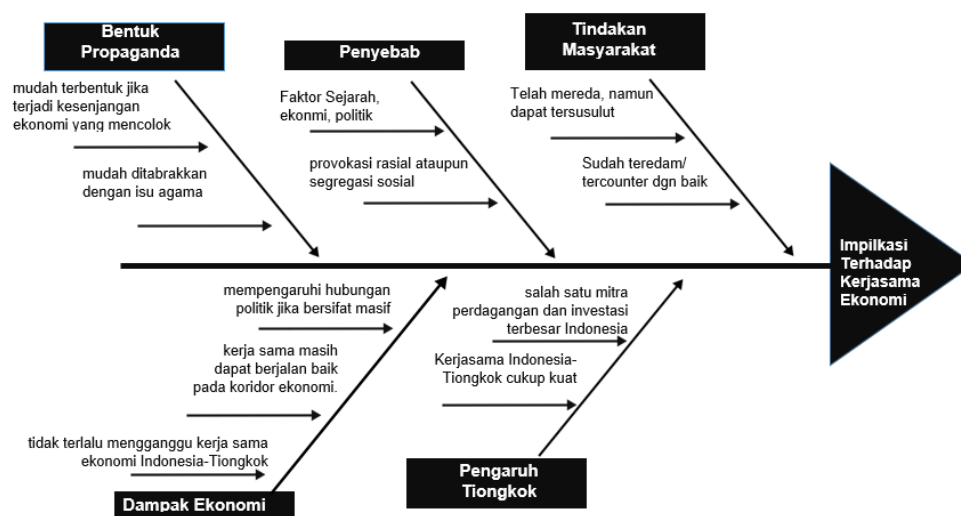 Bentuk
Propaganda
mudah terbentuk jika
terjadi kesenjangan
ekonomi yang mencolok
mudah ditabrakkan
dengan isu agama
Penyebab
Faktor Sejarah,
ekonmi, politik
provokasi rasial ataupun
segregasi sosial
Tindakan
Masyarakat
Telah mereda, namun
dapat tersusulut
Sudah teredam/
tercounter dgn baik
Impilkasi
Terhadap
Kerjasama
Ekonomi
mempengaruhi hubungan
politik jika bersifat masif
kerja sama masih
dapat berjalan baik
pada koridor ekonomi.
tidak terlalu mengganggu kerja sama
ekonomi Indonesia-Tiongkok
Dampak Ekonomi
salah satu mitra
perdagangan dan investasi
terbesar Indonesia
Kerjasama Indonesia-
Tiongkok cukup kuat
Pengaruh
Tiongkok